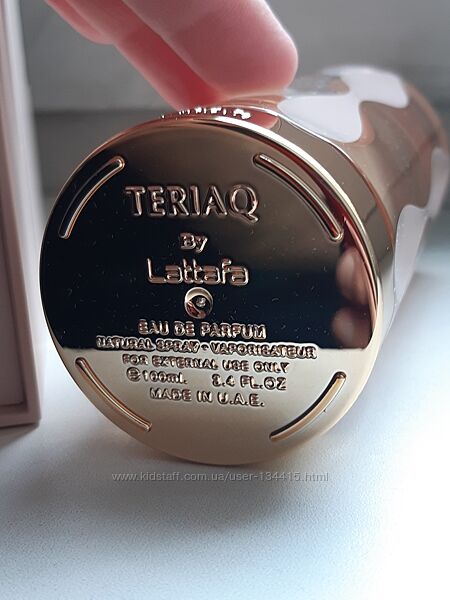 TERIAQ
By
Lattafa
EAU DE PARFUM
NATURAL SPRAY - VAPORISATEUR
FOR EXTERNAL USE ONLY
℮ 100mL 3.4 FL.OZ
MADE IN U.A.E.
www.kidstaff.com.ua/user-134415.html